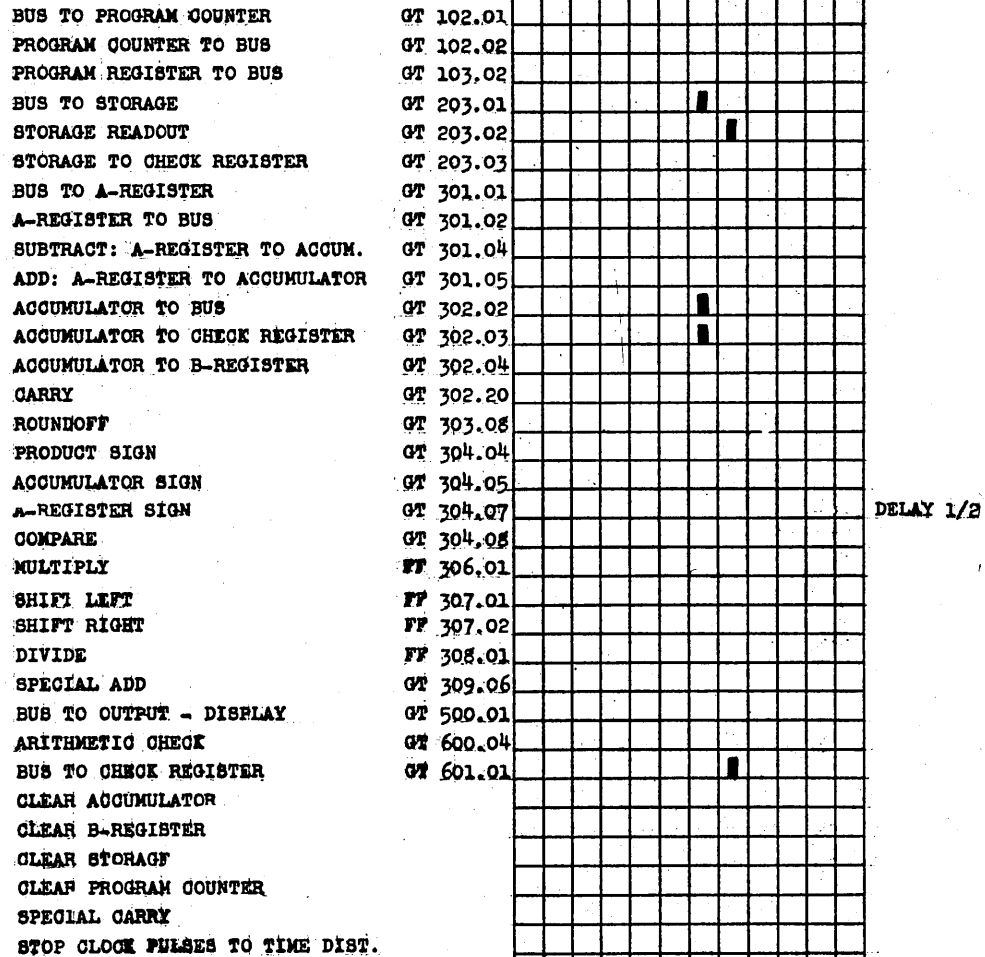 BUS TO PROGRAM COUNTER GT 102.01
PROGRAM COUNTER TO BUS GT 102.02
PROGRAM REGISTER TO BUS GT 103.02
BUS TO STORAGE GT 203.01
STORAGE READOUT GT 203.02
STORAGE TO CHECK REGISTER GT 203.03
BUS TO A-REGISTER GT 301.01
A-REGISTER TO BUS GT 301.02
SUBTRACT: A-REGISTER TO ACCUM. GT 301.04
ADD: A-REGISTER TO ACCUMULATOR GT 301.05
ACCUMULATOR TO BUS GT 302.02
ACCUMULATOR TO CHECK REGISTER GT 302.03
ACCUMULATOR TO B-REGISTER GT 302.04
CARRY GT 302.20
ROUNDOFF GT 303.08
PRODUCT SIGN GT 304.04
ACCUMULATOR SIGN GT 304.05
A-REGISTER SIGN GT 304.07 DELAY 1/2
COMPARE GT 304.08
MULTIPLY FF 306.01
SHIFT LEFT FF 307.01
SHIFT RIGHT FF 307.02
DIVIDE FF 308.01
SPECIAL ADD GT 309.06
BUS TO OUTPUT - DISPLAY GT 500.01
ARITHMETIC CHECK GT 600.04
BUS TO CHECK REGISTER GT 601.01
CLEAR ACCUMULATOR
CLEAR B-REGISTER
CLEAR STORAGE
CLEAR PROGRAM COUNTER
SPECIAL CARRY
STOP CLOCK PULSES TO TIME DIST.